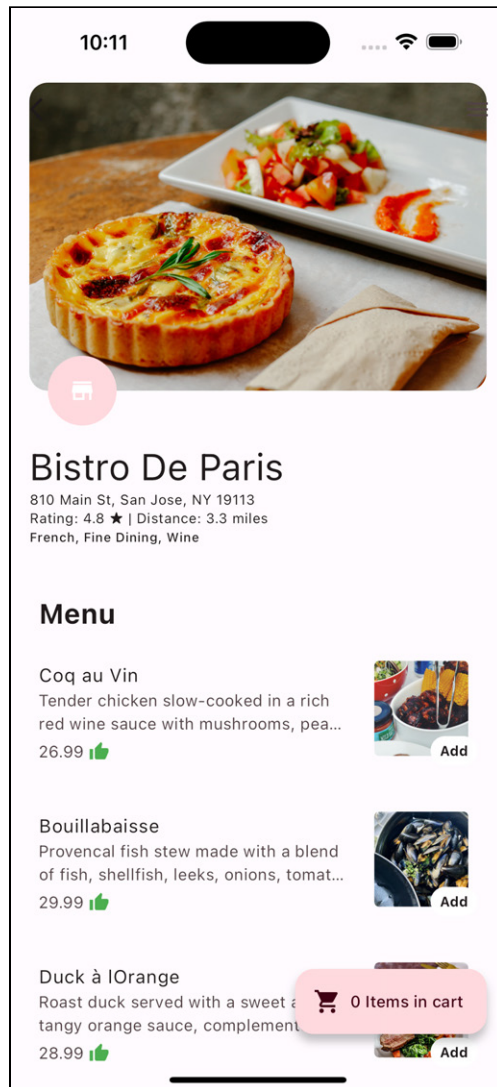 10:11
Bistro De Paris
810 Main St, San Jose, NY 19113
Rating: 4.8 ★ | Distance: 3.3 miles
French, Fine Dining, Wine
Menu
Coq au Vin
Tender chicken slow-cooked in a rich
red wine sauce with mushrooms, pea...
26.99
Add
Bouillabaisse
Provencal fish stew made with a blend
of fish, shellfish, leeks, onions, tomat...
29.99
Add
Duck à lOrange
Roast duck served with a sweet
tangy orange sauce, complement
0 Items in cart
28.99
Add